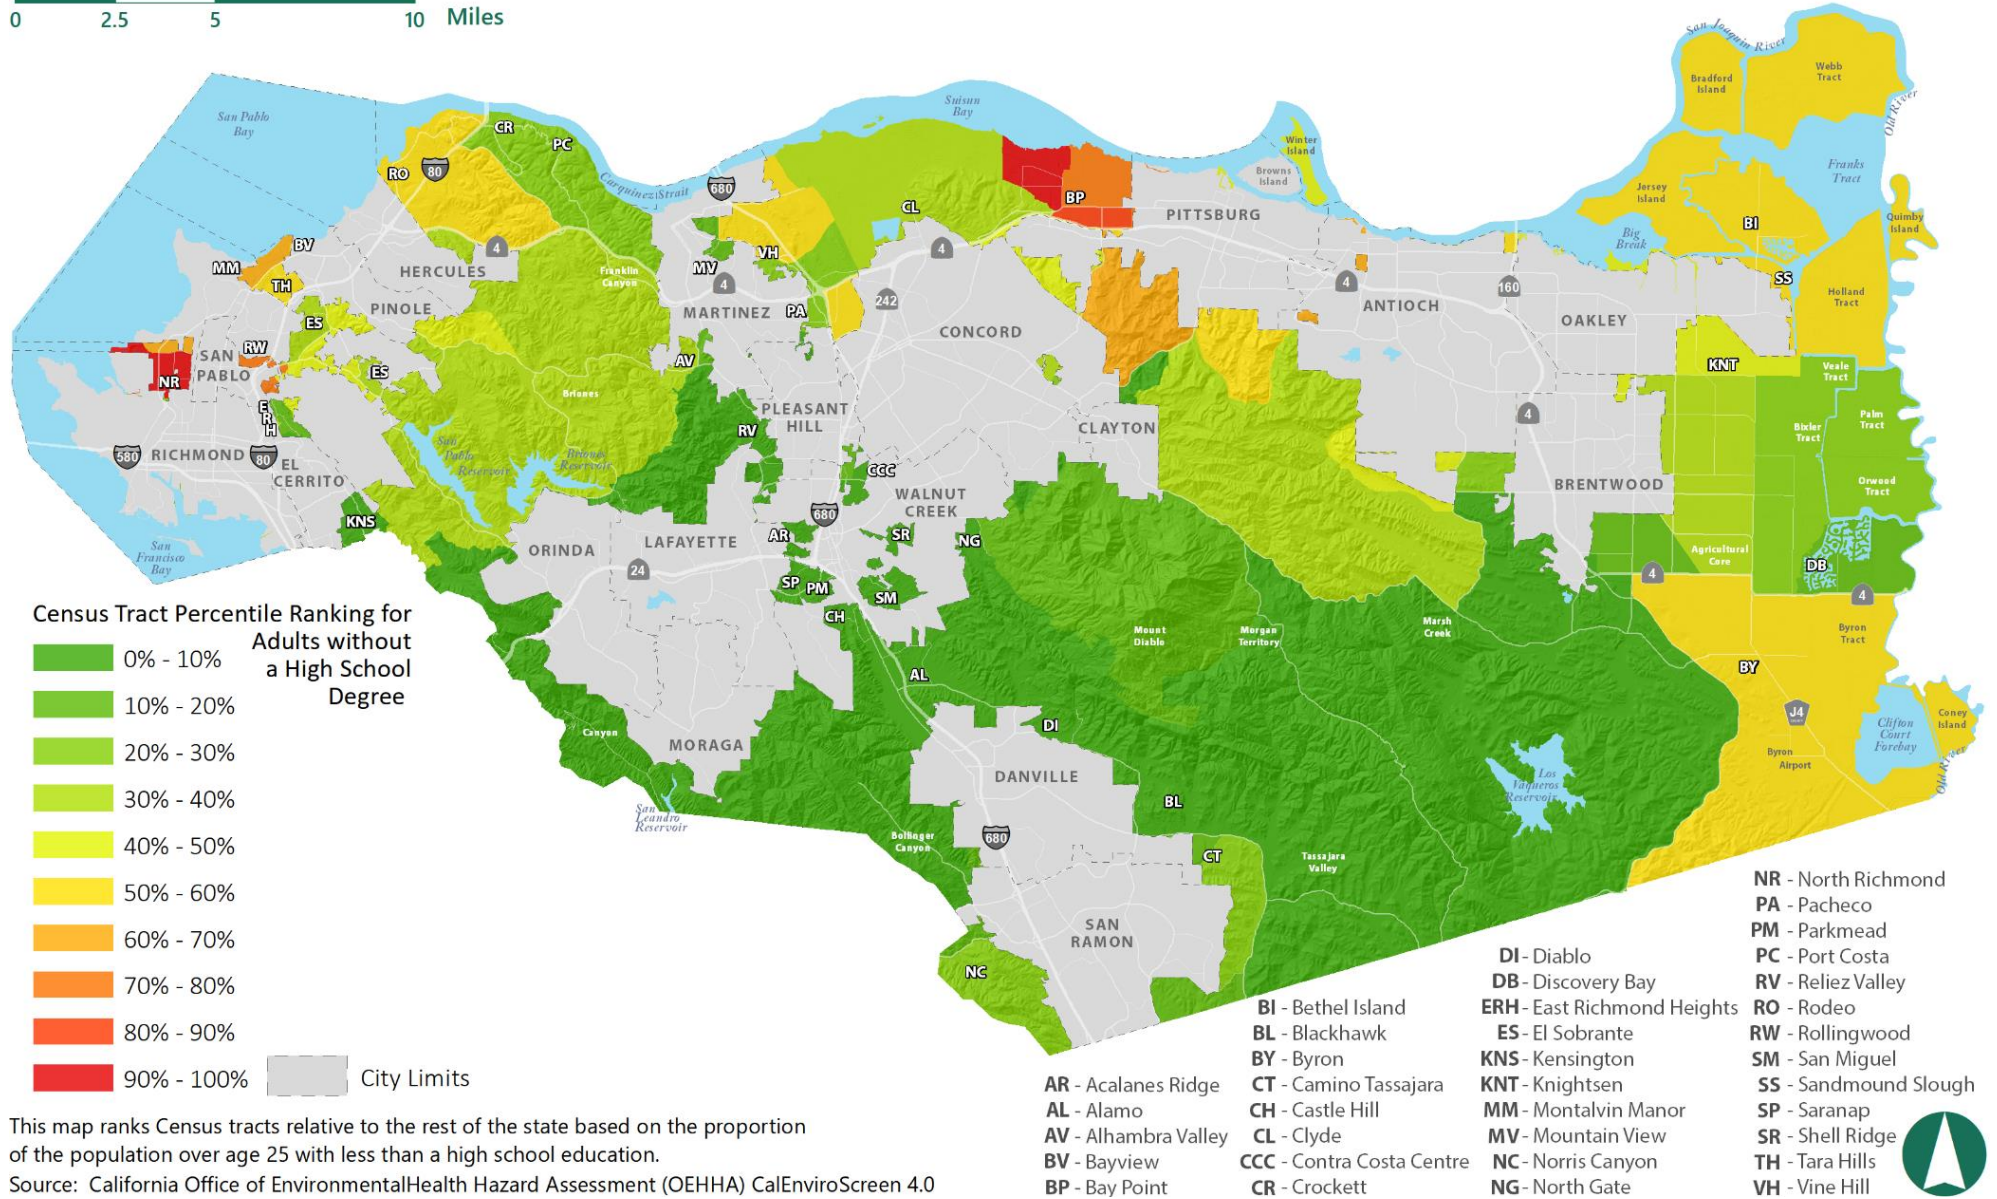 0 2.5 5 10 Miles
San Joaquin River
Bradford
Island
Webb
Tract
Old River
San Pablo
Bay
Suisun
Bay
CR
PC
RO
80
Carquinez Strait
680
Winter
Island
Browns
Island
Franks
Tract
Jersey
Island
BI
Quimby
Island
Big
Break
BP
PITTSBURG
CL
VH
MV
4
4
4
BV
MM
TH
HERCULES
Franklin
Canyon
PINOLE
ES
MARTINEZ
PA
242
CONCORD
4
ANTIOCH
160
OAKLEY
SS
Holland
Tract
RW
SAN
PABLO
NR
ES
AV
KNT
Veale
Tract
Briones
E
R
H
PLEASANT
HILL
RV
CLAYTON
4
Palm
Tract
Bixler
Tract
580
RICHMOND
80
EL
CERRITO
San
Pablo
Reservoir
Briones
Reservoir
CCC
WALNUT
CREEK
BRENTWOOD
Orwood
Tract
KNS
680
AR
SR
NG
San
Francisco
Bay
ORINDA
LAFAYETTE
24
SP
PM
SM
CH
Agricultural
Core
DB
4
4
Mount
Diablo
Morgan
Territory
Marsh
Creek
Byron
Tract
AL
BY
DI
Canyon
MORAGA
J4
Coney
Island
Clifton
Court
Forebay
Byron
Airport
Old River
DANVILLE
BL
Los
Vaqueros
Reservoir
San
Leandro
Reservoir
Bollinger
Canyon
680
CT
Tassajara
Valley
SAN
RAMON
NC
Census Tract Percentile Ranking for
Adults without
a High School
Degree
0% - 10%
10% - 20%
20% - 30%
30% - 40%
40% - 50%
50% - 60%
60% - 70%
70% - 80%
80% - 90%
90% - 100%
City Limits
This map ranks Census tracts relative to the rest of the state based on the proportion
of the population over age 25 with less than a high school education.
Source: California Office of EnvironmentalHealth Hazard Assessment (OEHHA) CalEnviroScreen 4.0
AR - Acalanes Ridge
AL - Alamo
AV - Alhambra Valley
BV - Bayview
BP - Bay Point
BI - Bethel Island
BL - Blackhawk
BY - Byron
CT - Camino Tassajara
CH - Castle Hill
CL - Clyde
CCC - Contra Costa Centre
CR - Crockett
DI - Diablo
DB - Discovery Bay
ERH - East Richmond Heights
ES - El Sobrante
KNS - Kensington
KNT - Knightsen
MM - Montalvin Manor
MV - Mountain View
NC - Norris Canyon
NG - North Gate
NR - North Richmond
PA - Pacheco
PM - Parkmead
PC - Port Costa
RV - Reliez Valley
RO - Rodeo
RW - Rollingwood
SM - San Miguel
SS - Sandmound Slough
SP - Saranap
SR - Shell Ridge
TH - Tara Hills
VH - Vine Hill